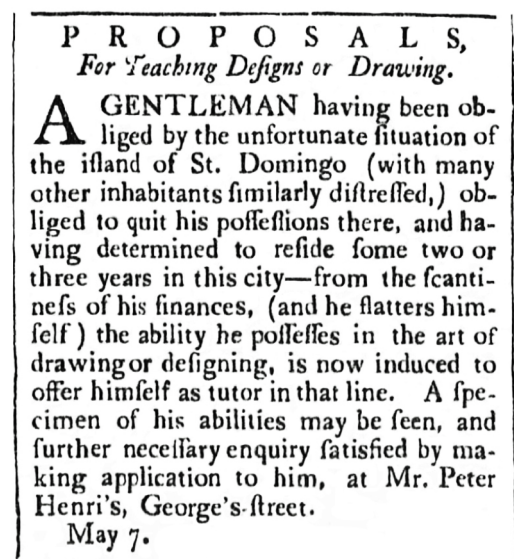 PROPOSALS,
For Teaching Deſigns or Drawing.
A GENTLEMAN having been ob-
liged by the unfortunate ſituation of
the iſland of St. Domingo (with many
other inhabitants ſimilarly diſtreſſed,) ob-
liged to quit his poſſeſſions there, and ha-
ving determined to reſide ſome two or
three years in this city—from the ſcanti-
neſs of his finances, (and he flatters him-
ſelf) the ability he poſſeſſes in the art of
drawing or deſigning, is now induced to
offer himſelf as tutor in that line. A ſpe-
cimen of his abilities may be ſeen, and
further neceſſary enquiry ſatisfied by ma-
king application to him, at Mr. Peter
Henri's, George's-ſtreet.
May 7.